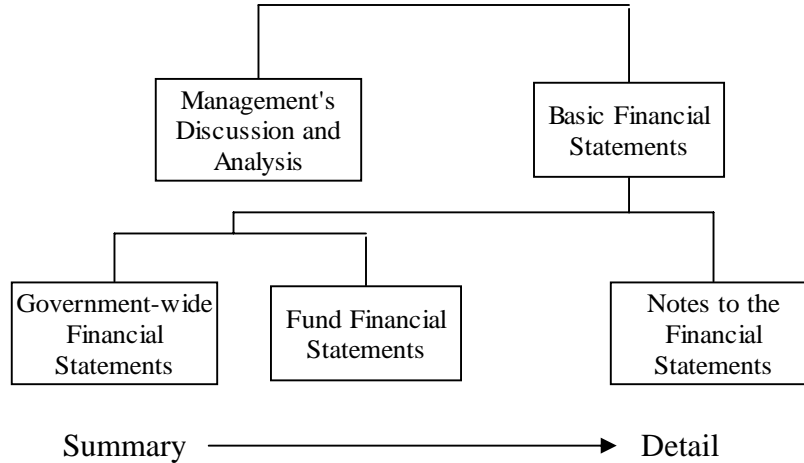 Management's
Discussion and
Analysis
Basic Financial
Statements
Government-wide
Financial
Statements
Fund Financial
Statements
Notes to the
Financial
Statements
Summary
Detail